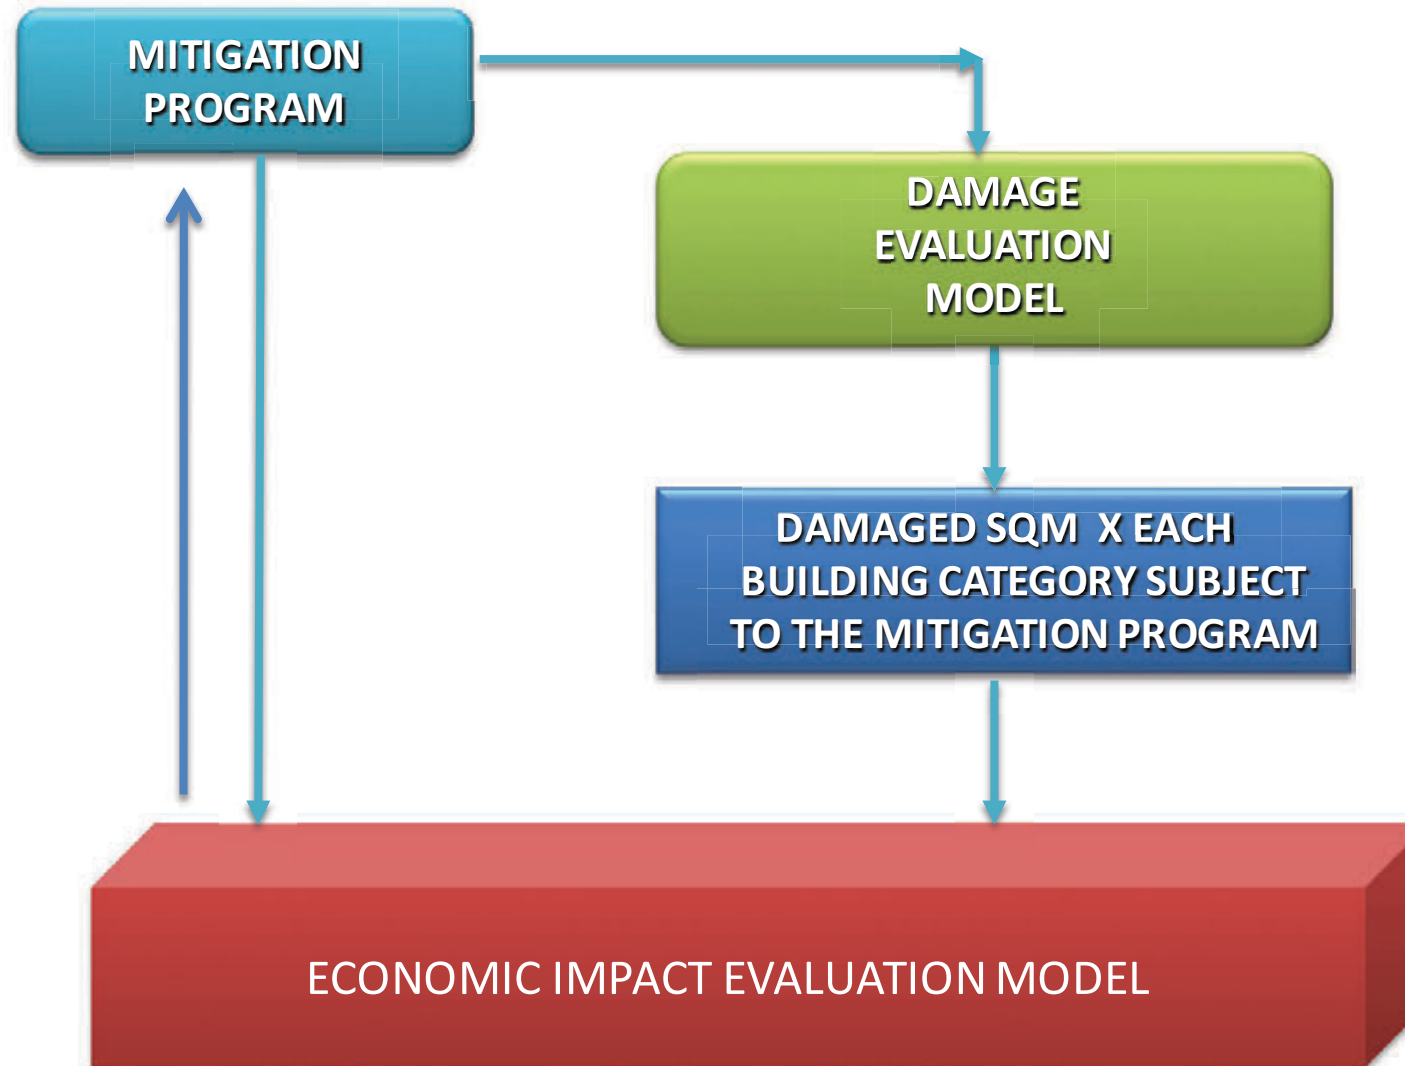 MITIGATION
PROGRAM
DAMAGE
EVALUATION
MODEL
DAMAGED SQM X EACH
BUILDING CATEGORY SUBJECT
TO THE MITIGATION PROGRAM
ECONOMIC IMPACT EVALUATION MODEL